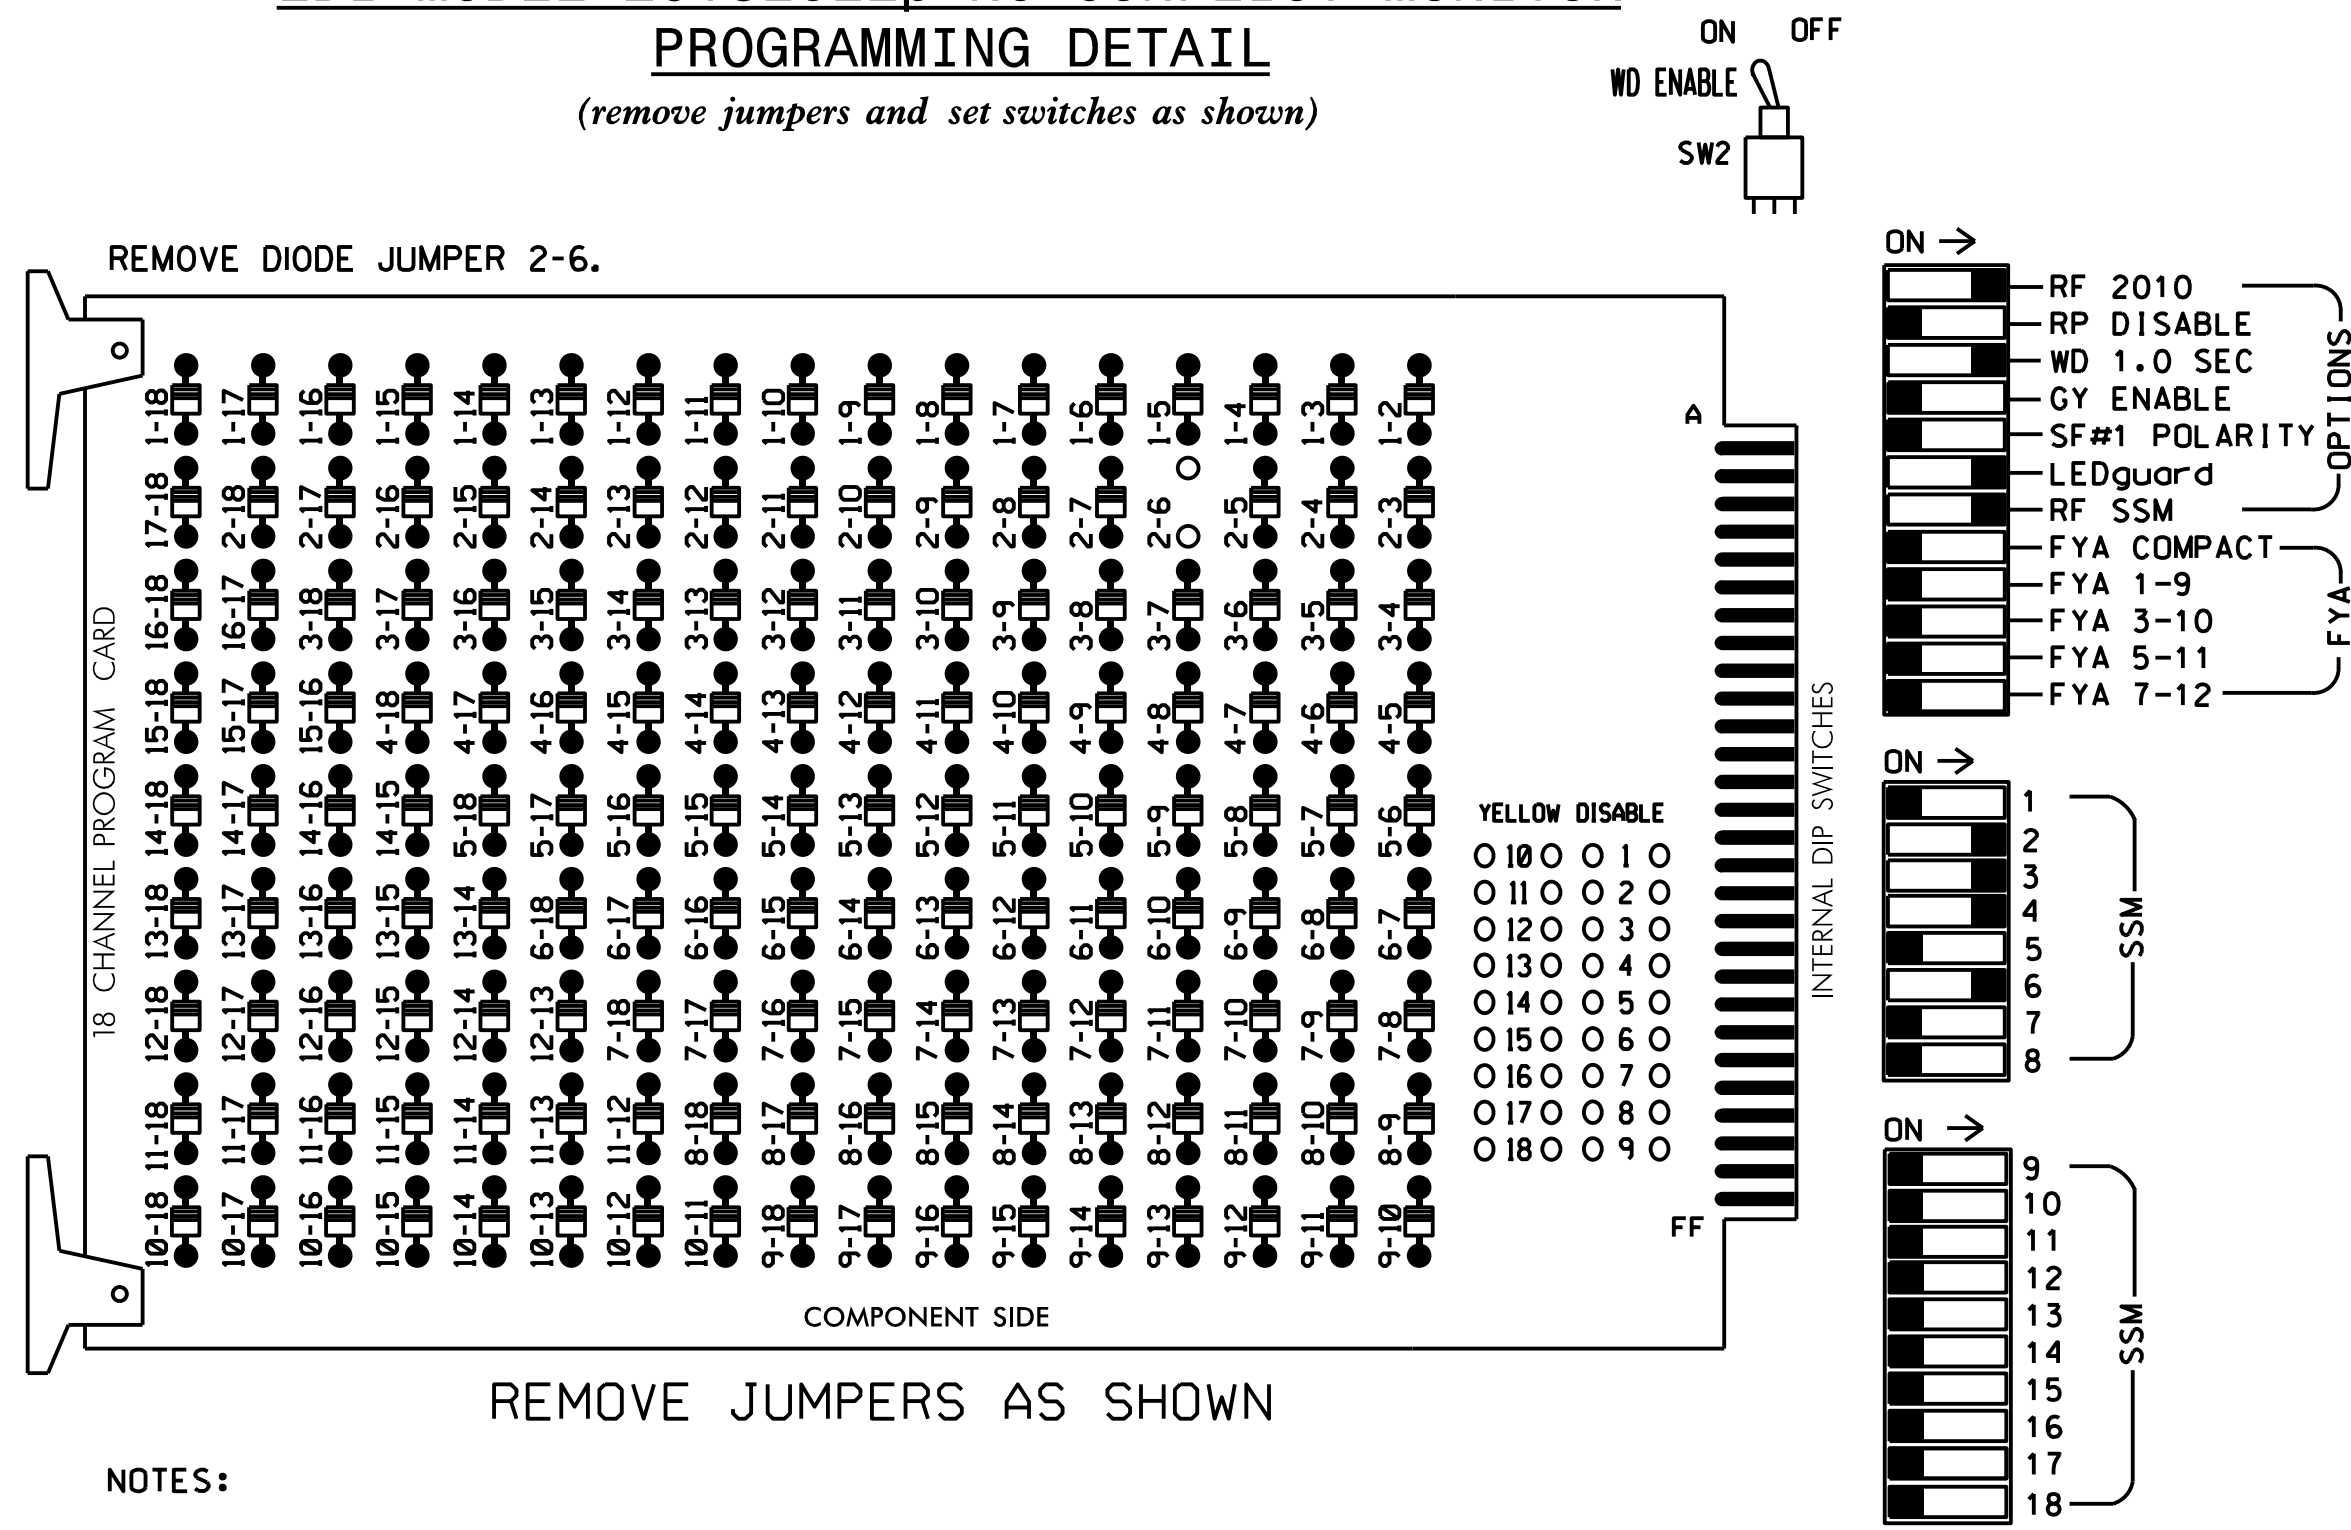 PROGRAMMING DETAIL
(remove jumpers and set switches as shown)
ON OFF
WD ENABLE
SW2
REMOVE DIODE JUMPER 2-6.
18 CHANNEL PROGRAM CARD
1-18 1-17 1-16 1-15 1-14 1-13 1-12 1-11 1-10 1-9 1-8 1-7 1-6 1-5 1-4 1-3 1-2
17-18 2-18 2-17 2-16 2-15 2-14 2-13 2-12 2-11 2-10 2-9 2-8 2-7 2-6 2-5 2-4 2-3
16-18 16-17 3-18 3-17 3-16 3-15 3-14 3-13 3-12 3-11 3-10 3-9 3-8 3-7 3-6 3-5 3-4
15-18 15-17 15-16 4-18 4-17 4-16 4-15 4-14 4-13 4-12 4-11 4-10 4-9 4-8 4-7 4-6 4-5
14-18 14-17 14-16 14-15 5-18 5-17 5-16 5-15 5-14 5-13 5-12 5-11 5-10 5-9 5-8 5-7 5-6
13-18 13-17 13-16 13-15 13-14 6-18 6-17 6-16 6-15 6-14 6-13 6-12 6-11 6-10 6-9 6-8 6-7
12-18 12-17 12-16 12-15 12-14 12-13 7-18 7-17 7-16 7-15 7-14 7-13 7-12 7-11 7-10 7-9 7-8
11-18 11-17 11-16 11-15 11-14 11-13 11-12 8-18 8-17 8-16 8-15 8-14 8-13 8-12 8-11 8-10 8-9
10-18 10-17 10-16 10-15 10-14 10-13 10-12 10-11 9-18 9-17 9-16 9-15 9-14 9-13 9-12 9-11 9-10
A
YELLOW DISABLE
10 1
11 2
12 3
13 4
14 5
15 6
16 7
17 8
18 9
FF
COMPONENT SIDE
INTERNAL DIP SWITCHES
ON
RF 2010
RP DISABLE
WD 1.0 SEC
GY ENABLE
SF#1 POLARITY
LEDguard
RF SSM
OPTIONS
FYA COMPACT
FYA 1-9
FYA 3-10
FYA 5-11
FYA 7-12
FYA
ON
1
2
3
4
5
6
7
8
SSM
ON
9
10
11
12
13
14
15
16
17
18
SSM
REMOVE JUMPERS AS SHOWN
NOTES: